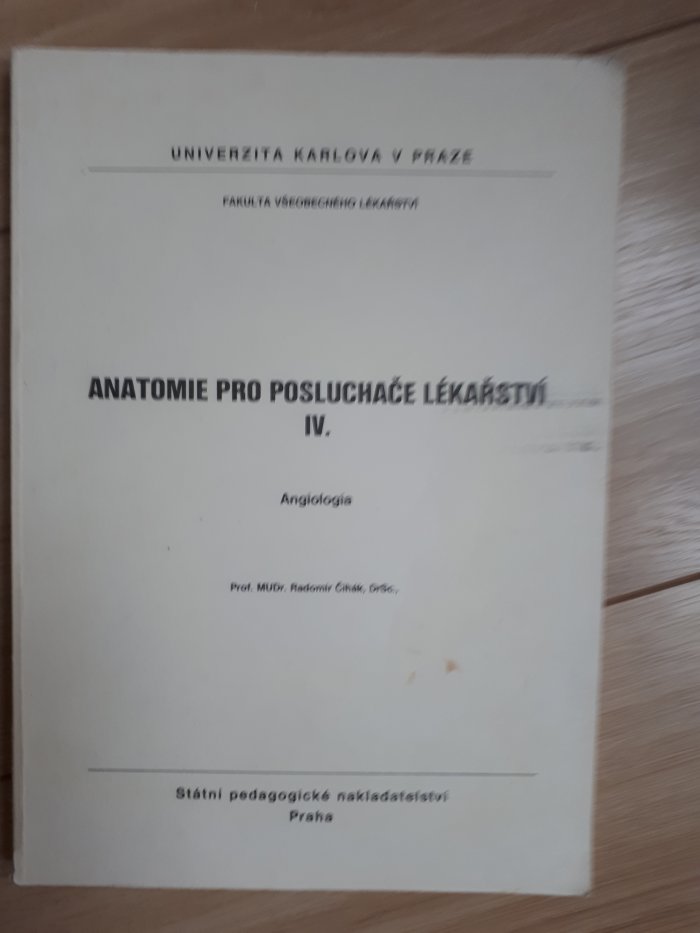 UNIVERZITA KARLOVA V PRAZE
FAKULTA VŠEOBECNÉHO LÉKAŘSTVÍ
ANATOMIE PRO POSLUCHAČE LÉKAŘSTVÍ
IV.
Angiologia
Prof. MUDr. Radomír Čihák, DrSc.,
Státní pedagogické nakladatelství
Praha